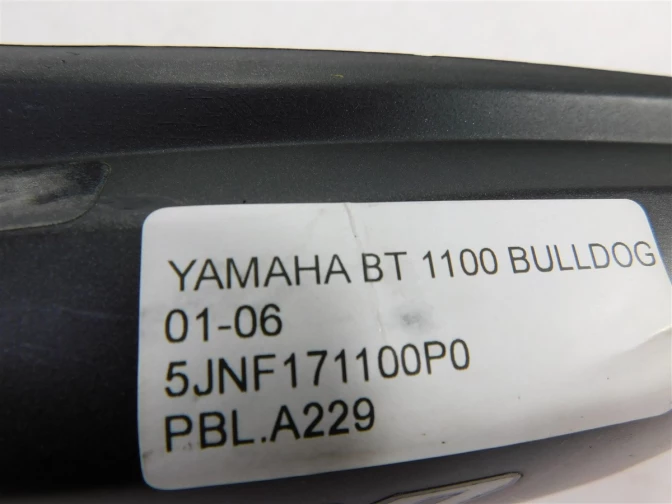 YAMAHA BT 1100 BULLDOG
01-06
5JNF171100P0
PBL.A229